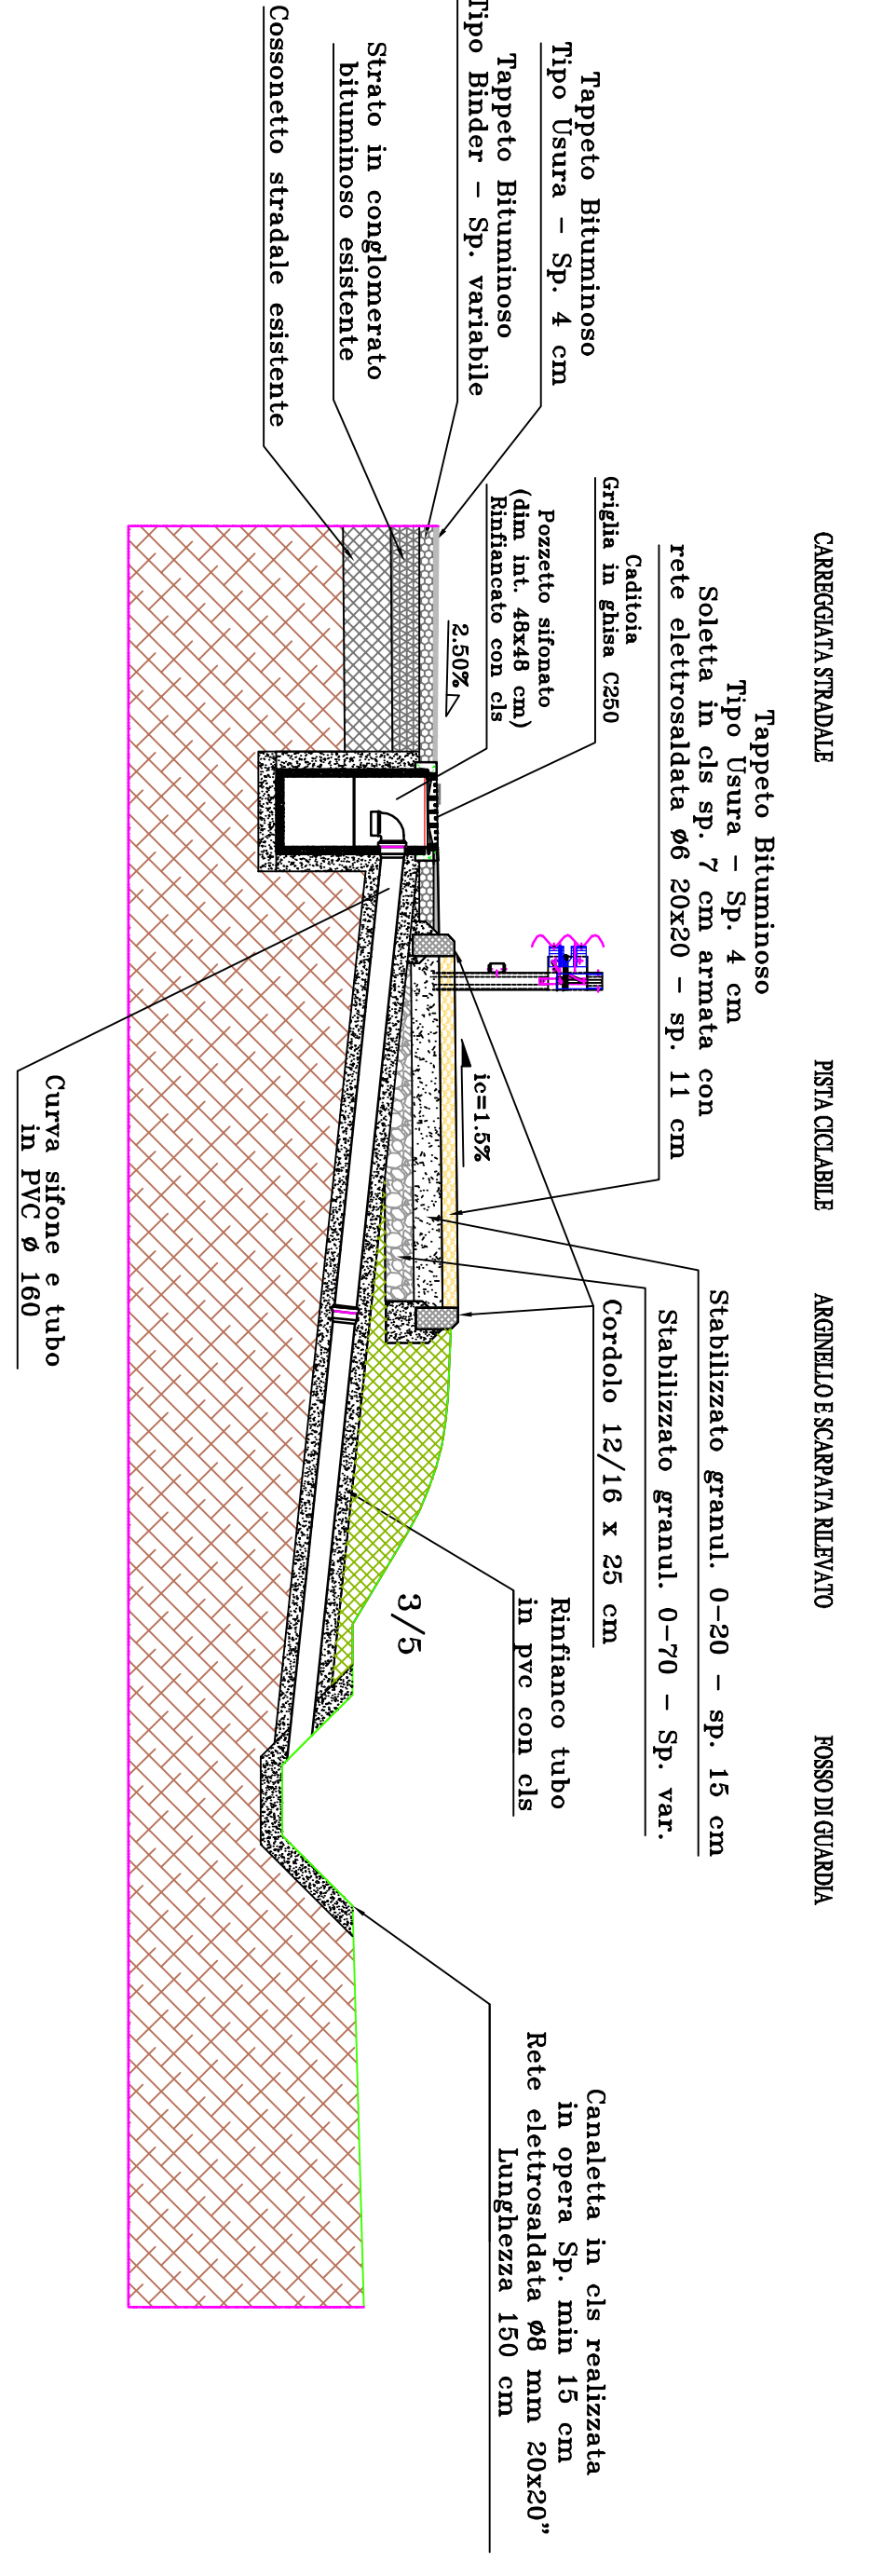 CARREGGIATA STRADALE
PISTA CICLABILE
ARGINELLO E SCARPATA RILEVATO
FOSSO DI GUARDIA
Tappeto Bituminoso
Tipo Usura - Sp. 4 cm
Soletta in cls sp. 7 cm armata con
rete elettrosaldata ø6 20x20 - sp. 11 cm
Stabilizzato granul. 0-20 - sp. 15 cm
Stabilizzato granul. 0-70 - Sp. var.
Cordolo 12/16 x 25 cm
Caditoia
Griglia in ghisa C250
Pozzetto sifonato
(dim int. 48x48 cm)
Rinfiancato con cls
Tappeto Bituminoso
Tipo Usura - Sp. 4 cm
Tappeto Bituminoso
Tipo Binder - Sp. variabile
Strato in conglomerato
bituminoso esistente
Cossonetto stradale esistente
2.50%
ic=1.5%
Rinfianco tubo
in pvc con cls
3/5
Canaletta in cls realizzata
in opera Sp. min 15 cm
Rete elettrosaldata ø8 mm 20x20"
Lunghezza 150 cm
Curva sifone e tubo
in PVC ø 160